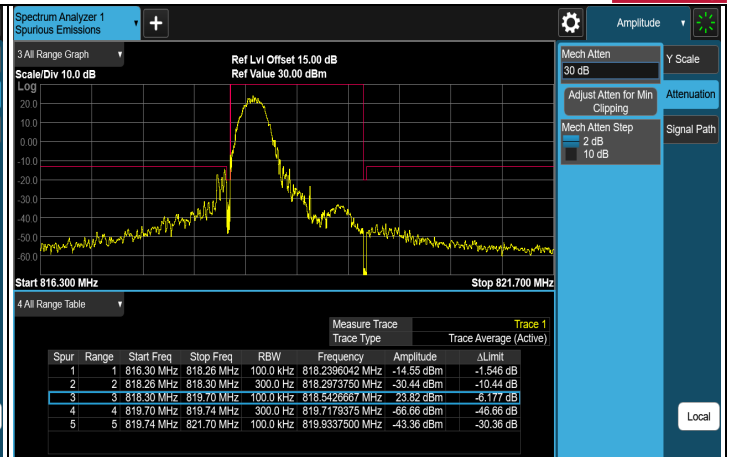 Spectrum Analyzer 1
Spurious Emissions
+
Amplitude
3 All Range Graph
Ref Lvl Offset 15.00 dB
Scale/Div 10.0 dB
Ref Value 30.00 dBm
Log
20.0
10.0
0.00
-10.0
-20.0
-30.0
-40.0
-50.0
-60.0
Start 816.300 MHz
Stop 821.700 MHz
4 All Range Table
Measure Trace Trace 1
Trace Type Trace Average (Active)
Spur Range Start Freq Stop Freq RBW Frequency Amplitude ΔLimit
1 1 816.30 MHz 818.26 MHz 100.0 kHz 818.2396042 MHz -14.55 dBm -1.546 dB
2 2 818.26 MHz 818.30 MHz 300.0 Hz 818.2973750 MHz -30.44 dBm -10.44 dB
3 3 818.30 MHz 819.70 MHz 100.0 kHz 818.5426667 MHz 23.82 dBm -6.177 dB
4 4 819.70 MHz 819.74 MHz 300.0 Hz 819.7179375 MHz -66.66 dBm -46.66 dB
5 5 819.74 MHz 821.70 MHz 100.0 kHz 819.9337500 MHz -43.36 dBm -30.36 dB
Mech Atten
30 dB
Adjust Atten for Min
Clipping
Mech Atten Step
2 dB
10 dB
Y Scale
Attenuation
Signal Path
Local